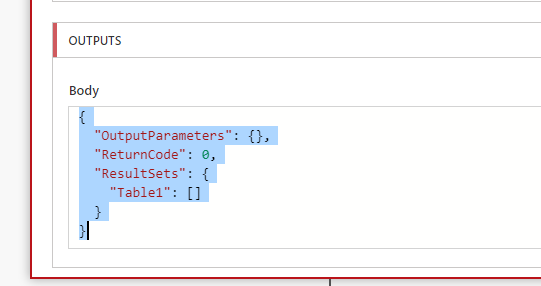 OUTPUTS
Body
{
"OutputParameters": {},
"ReturnCode": 0,
"ResultSets": {
"Table1": []
}
}